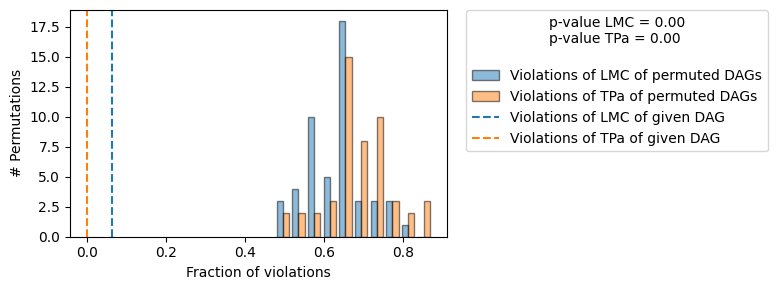 17.5
15.0
12.5
10.0
7.5
5.0
2.5
0.0
# Permutations
0.0 0.2 0.4 0.6 0.8
Fraction of violations
p-value LMC = 0.00
p-value TPa = 0.00
Violations of LMC of permuted DAGs
Violations of TPa of permuted DAGs
Violations of LMC of given DAG
Violations of TPa of given DAG